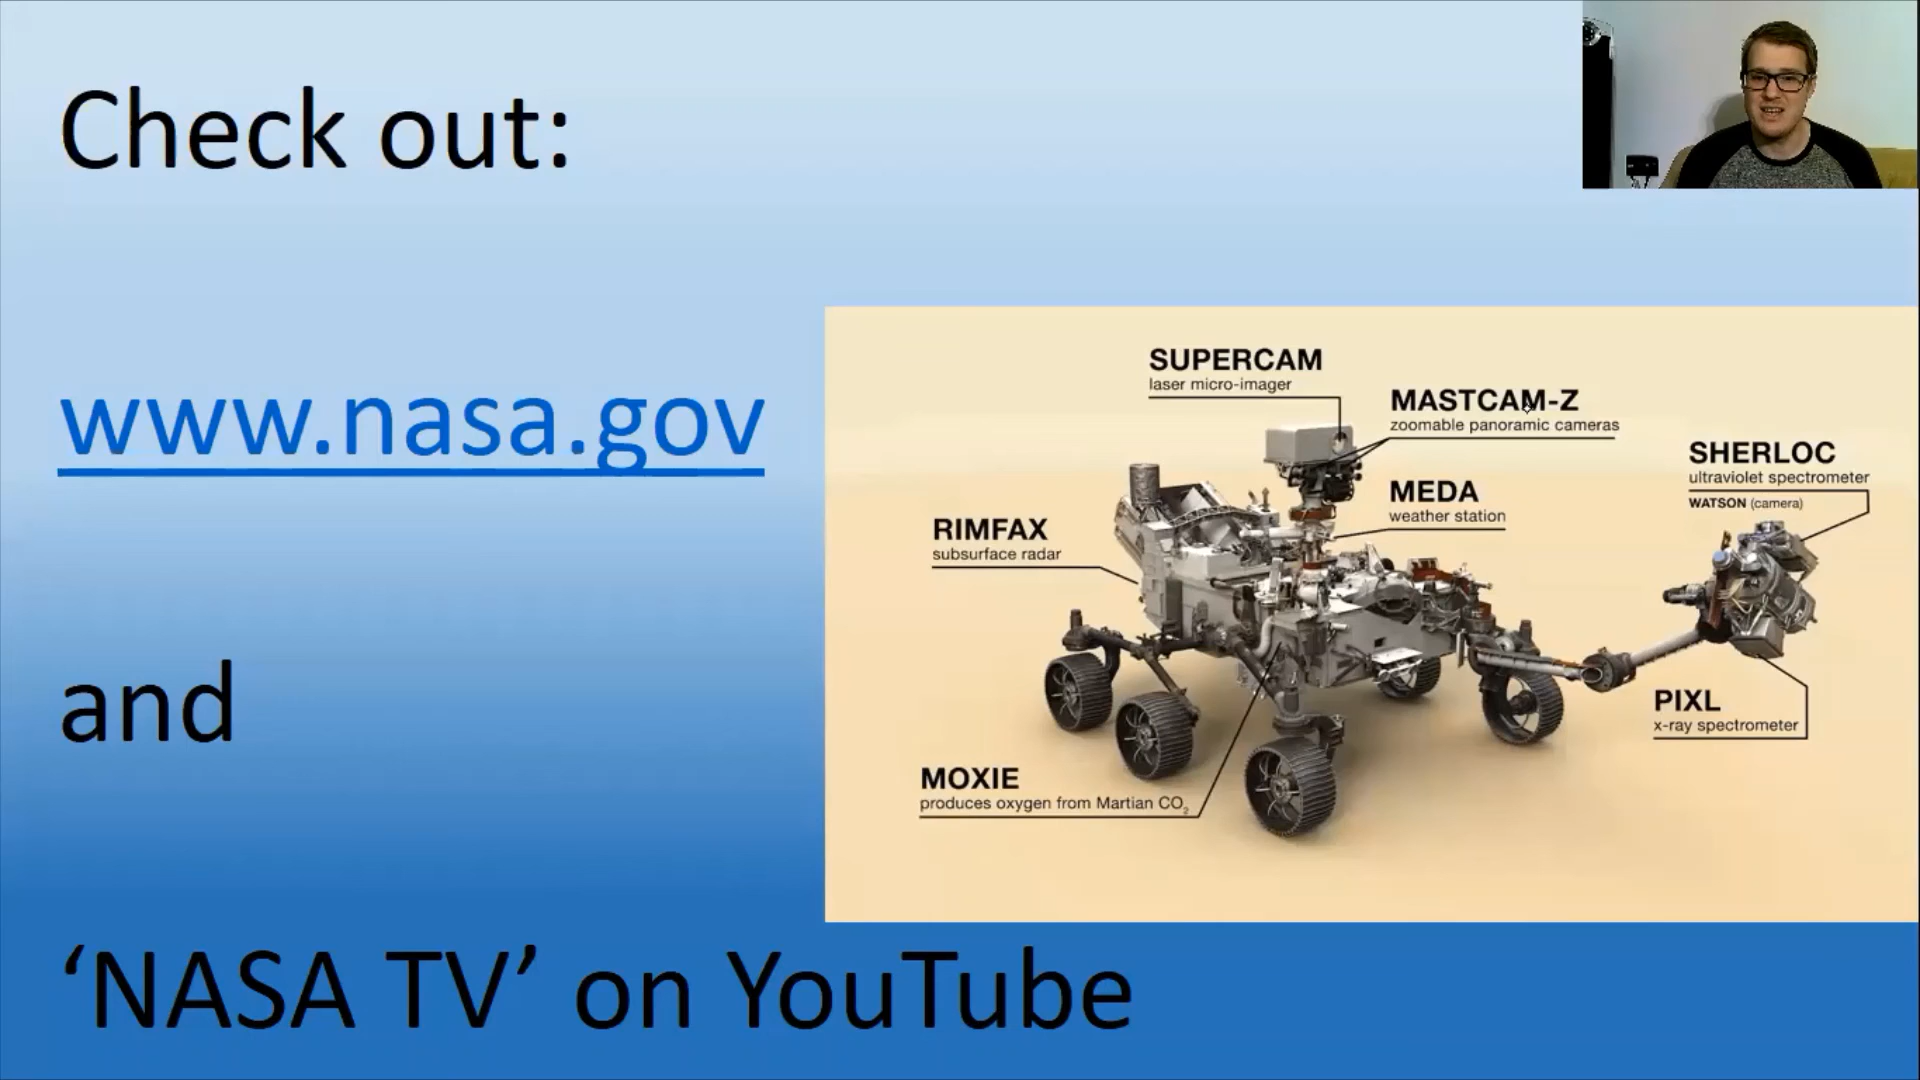 Check out:
www.nasa.gov
and
‘NASA TV’ on YouTube
SUPERCAM
laser micro-imager
MASTCAM-Z
zoomable panoramic cameras
SHERLOC
ultraviolet spectrometer
WATSON (camera)
MEDA
weather station
RIMFAX
subsurface radar
PIXL
x-ray spectrometer
MOXIE
produces oxygen from Martian CO₂